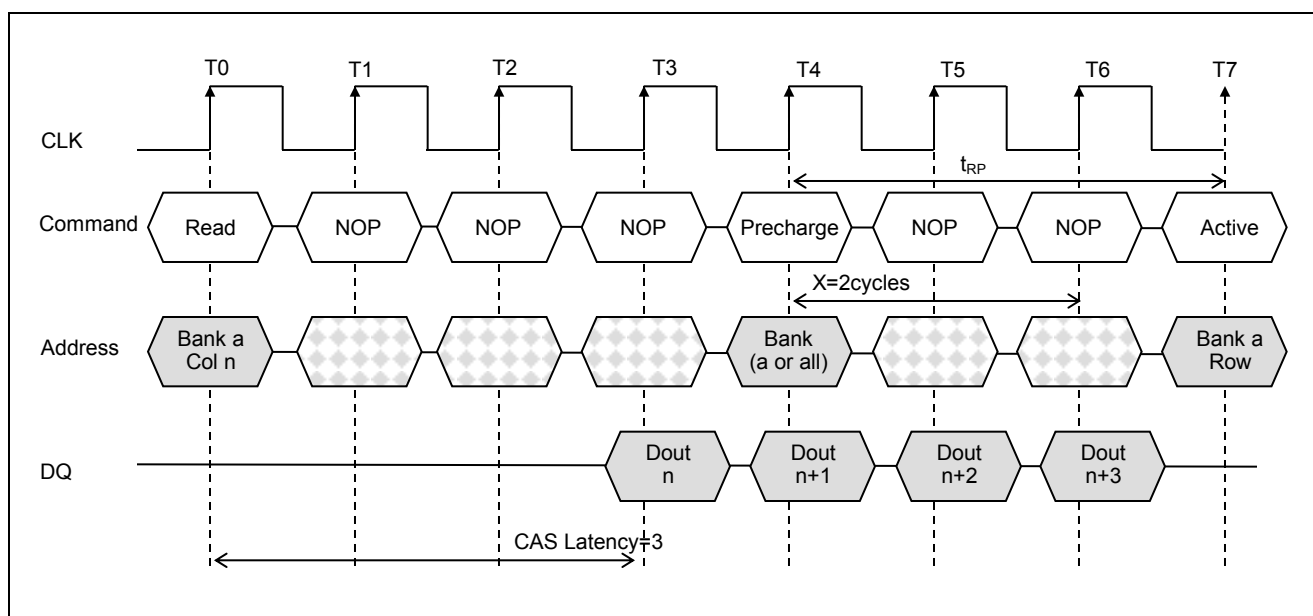 T0 T1 T2 T3 T4 T5 T6 T7
CLK
tRP
Command Read NOP NOP NOP Precharge NOP NOP Active
X=2cycles
Address Bank a Bank Bank a
Col n (a or all) Row
DQ Dout Dout Dout Dout
n n+1 n+2 n+3
CAS Latency=3